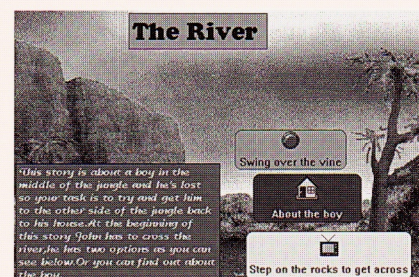 The River
Swing over the vine
About the boy
Step on the rocks to get across
This story is about a boy in the
middle of the jungle and he's lost
so your task is to try and get him
to the other side of the jungle back
to his house.At the beginning of
this story John has to cross the
river,he has two options as you can
see below.Or you can find out about
the boy.